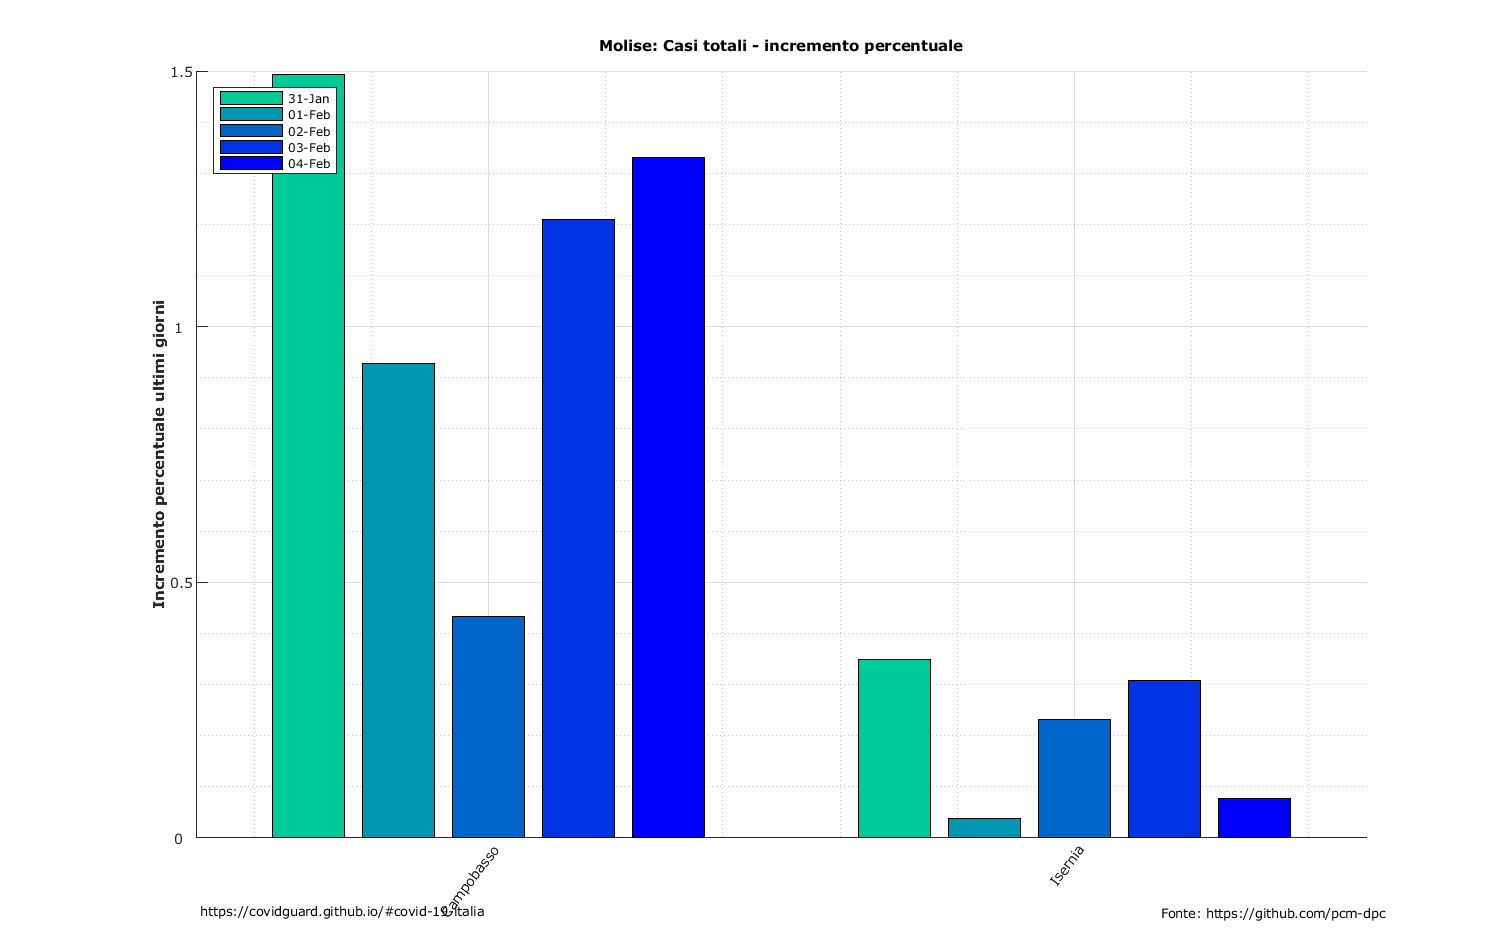 Molise: Casi totali - incremento percentuale
1.5
31-Jan
01-Feb
02-Feb
03-Feb
04-Feb
Incremento percentuale ultimi giorni
1
0.5
0
Campobasso
Isernia
https://covidguard.github.io/#covid-19-italia
Fonte: https://github.com/pcm-dpc